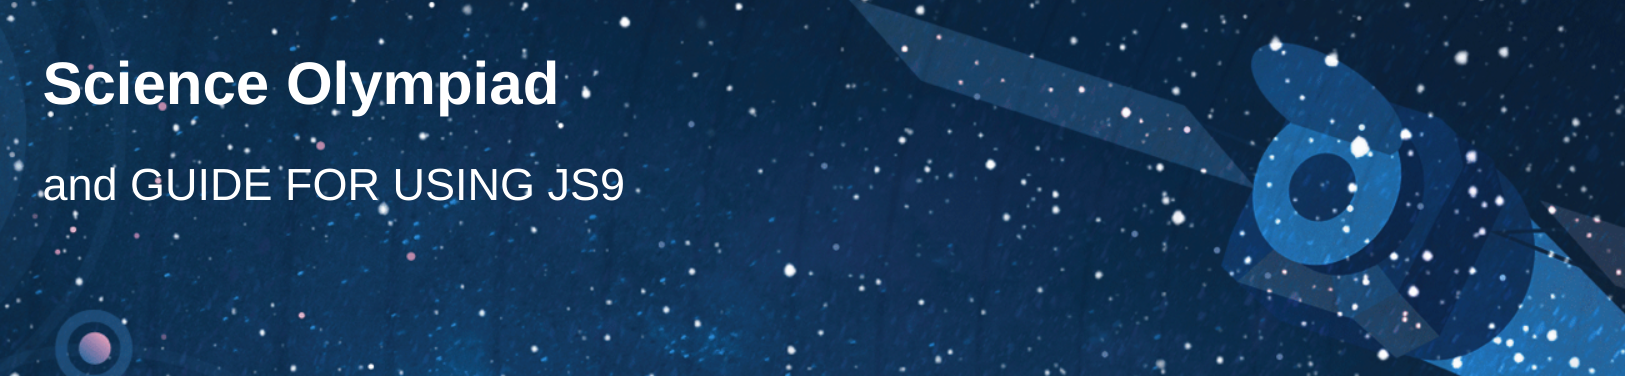 Science Olympiad
and GUIDE FOR USING JS9